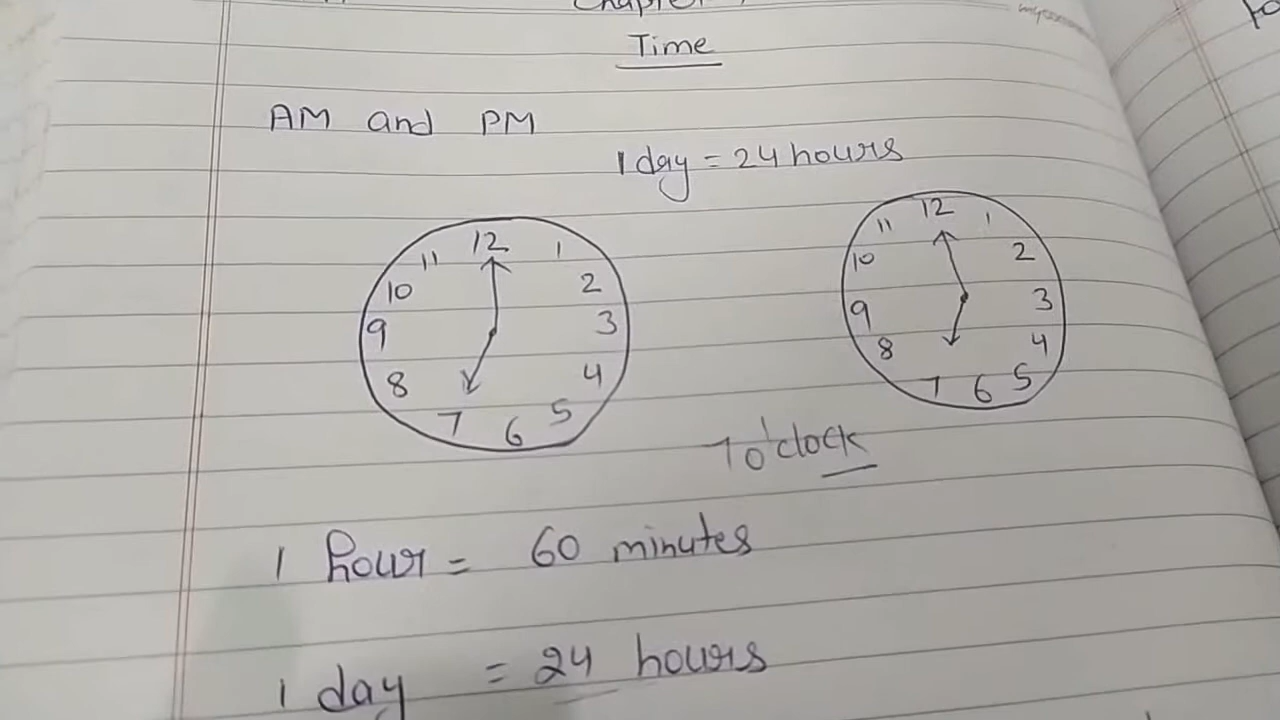 Chapter
Time
AM and PM
1 day = 24 hours
12 1 2 3 4 5 6 7 8 9 10 11
12 1 2 3 4 5 6 7 8 9 10 11
7 o'clock
1 hour = 60 minutes
1 day = 24 hours